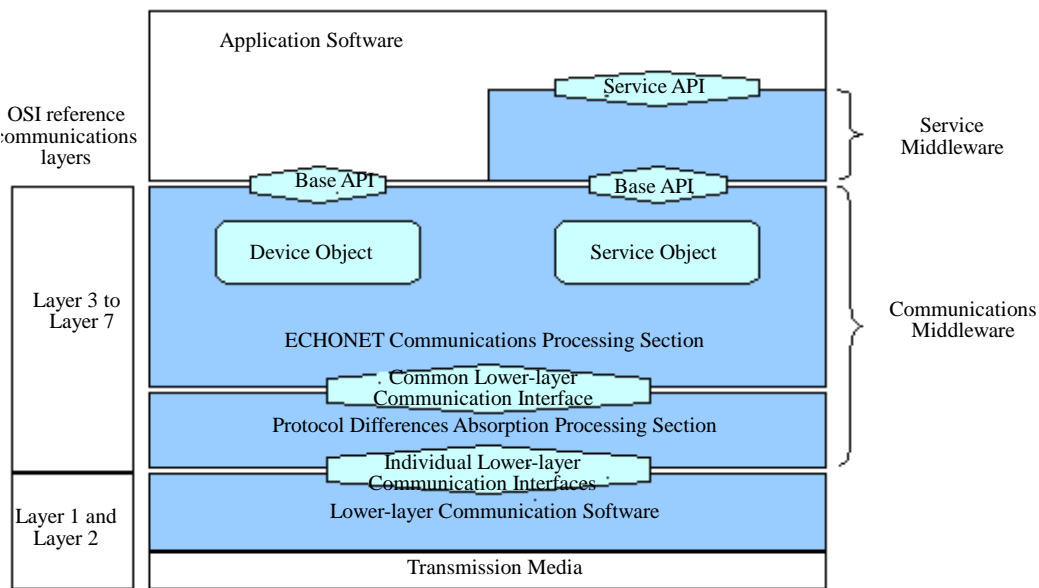 Application Software
Service API
OSI reference
communications
layers
Service
Middleware
Base API
Base API
Device Object
Service Object
Layer 3 to
Layer 7
Communications
Middleware
ECHONET Communications Processing Section
Common Lower-layer
Communication Interface
Protocol Differences Absorption Processing Section
Individual Lower-layer
Communication Interfaces
Layer 1 and
Layer 2
Lower-layer Communication Software
Transmission Media